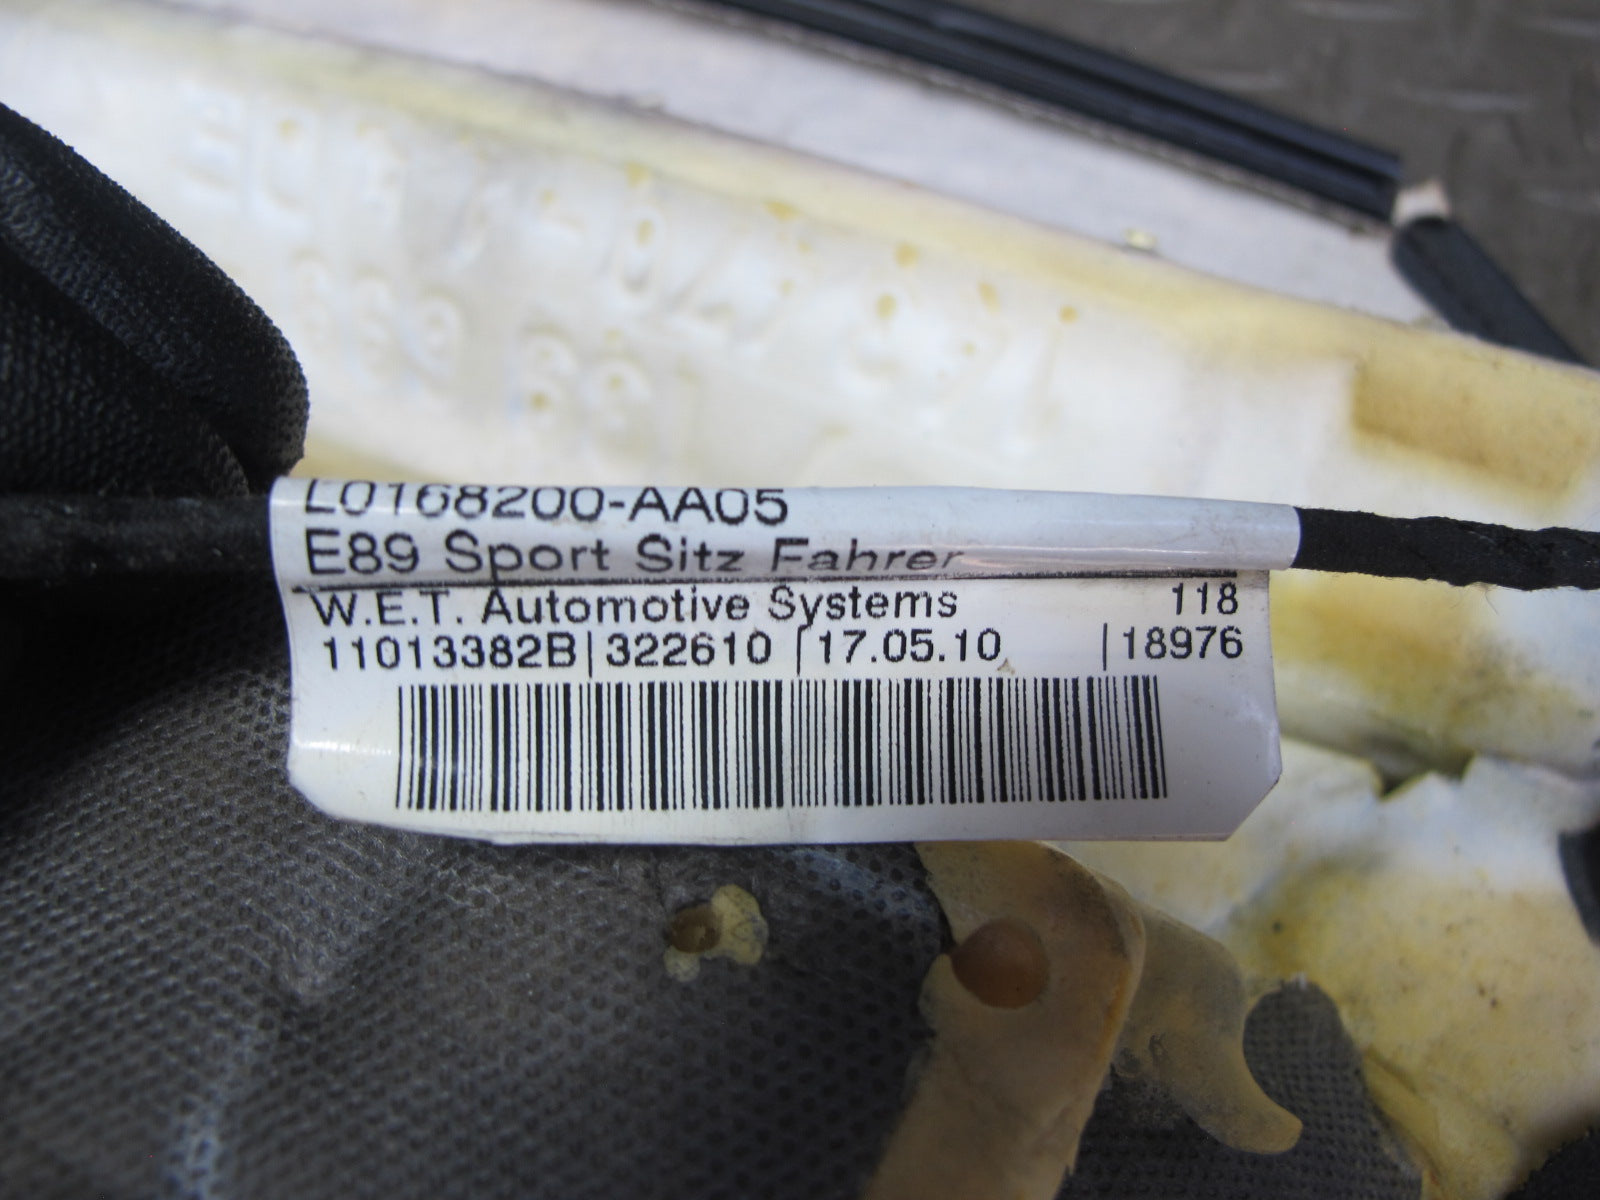 L0168200-AA05
E89 Sport Sitz Fahrer
W.E.T. Automotive Systems 118
11013382B|322610 |17.05.10 |18976